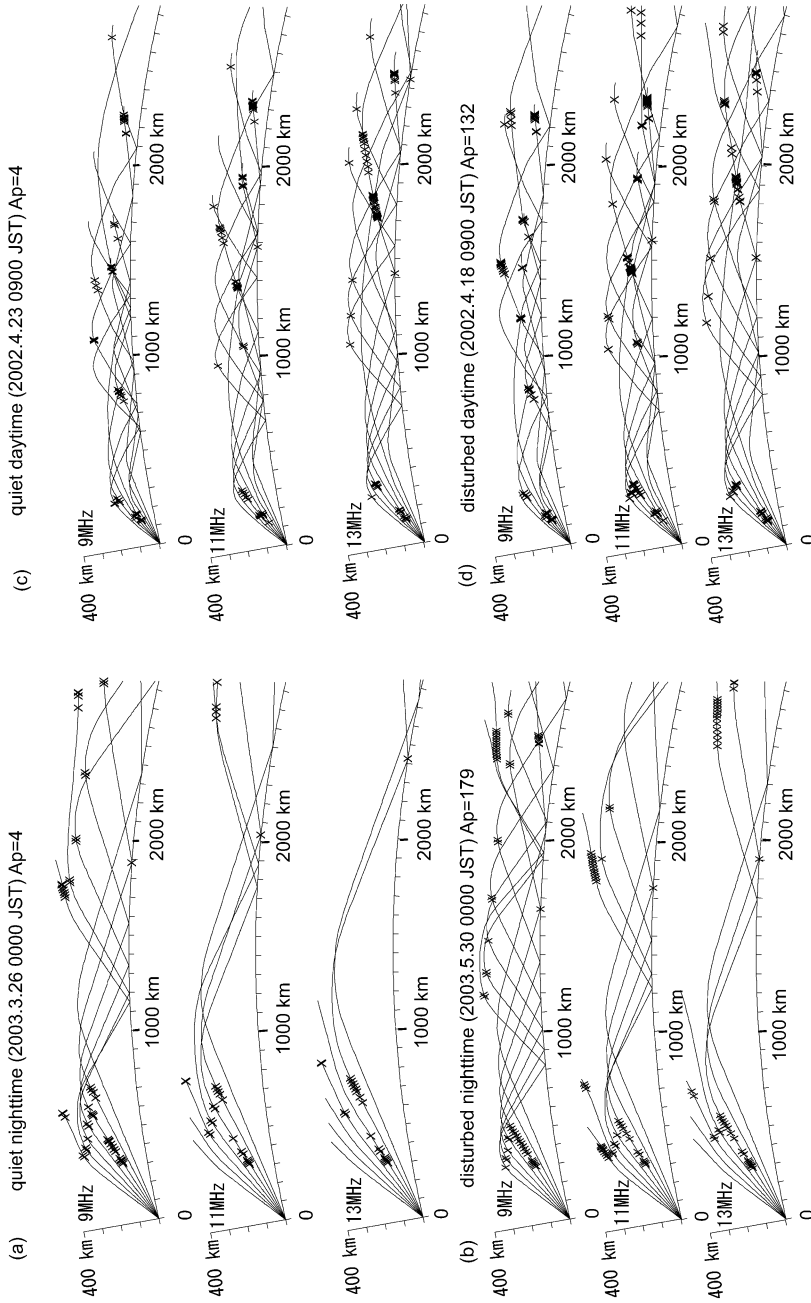 (a) quiet nighttime (2003.3.26 0000 JST) Ap=4
400 km
9MHz
0
400 km
11MHz
0
1000 km
2000 km
400 km
13MHz
0
1000 km
2000 km
1000 km
2000 km
(b) disturbed nighttime (2003.5.30 0000 JST) Ap=179
400 km
9MHz
0
400 km
11MHz
0
1000 km
2000 km
400 km
13MHz
0
1000 km
2000 km
1000 km
2000 km
(c) quiet daytime (2002.4.23 0900 JST) Ap=4
400 km
9MHz
0
1000 km
2000 km
400 km
11MHz
0
1000 km
2000 km
400 km
13MHz
0
1000 km
2000 km
(d) disturbed daytime (2002.4.18 0900 JST) Ap=132
400 km
9MHz
0
1000 km
2000 km
400 km
11MHz
0
1000 km
2000 km
400 km
13MHz
0
1000 km
2000 km